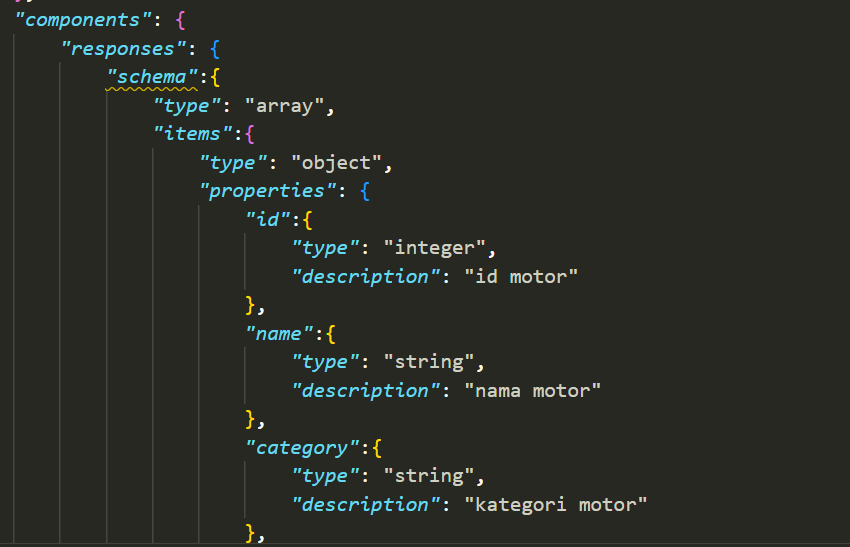 "components": {
"responses": {
"schema":{
"type": "array",
"items":{
"type": "object",
"properties": {
"id":{
"type": "integer",
"description": "id motor"
},
"name":{
"type": "string",
"description": "nama motor"
},
"category":{
"type": "string",
"description": "kategori motor"
},